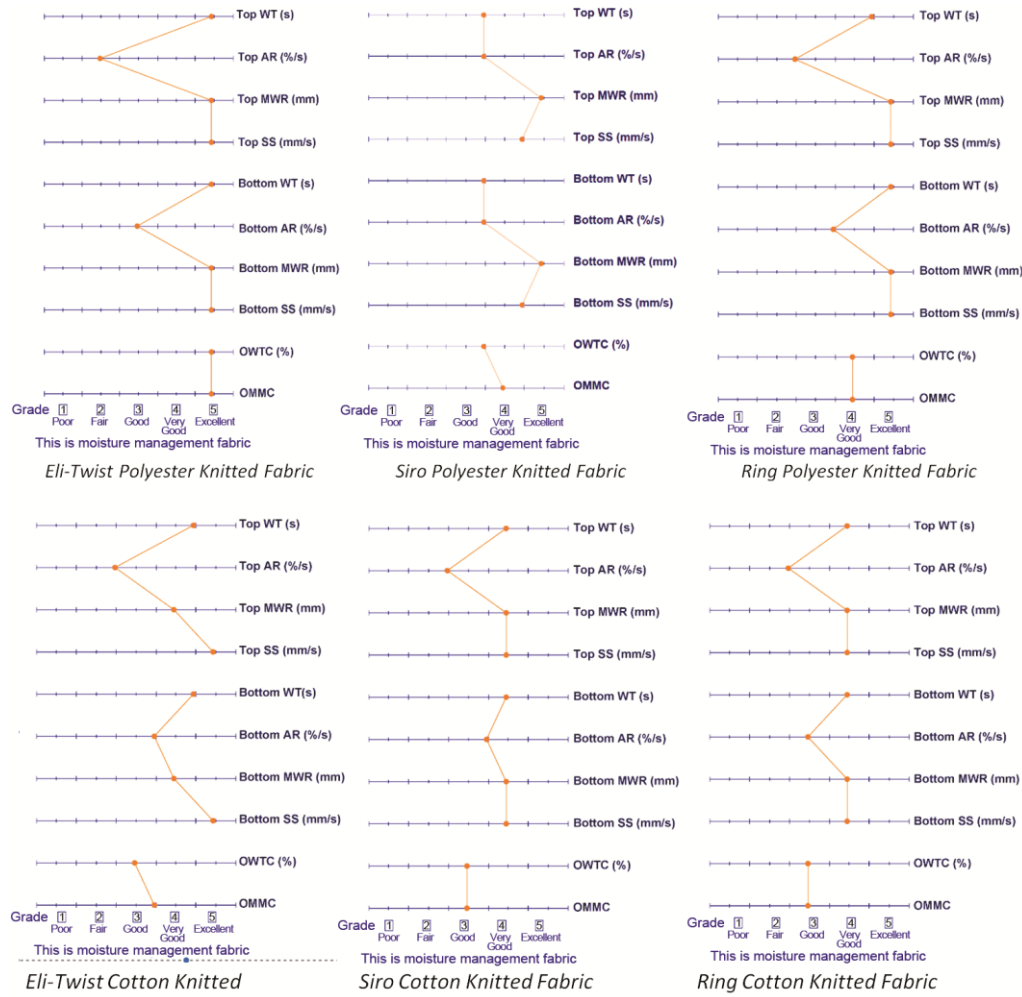 Top WT (s)
Top AR (%/s)
Top MWR (mm)
Top SS (mm/s)
Bottom WT (s)
Bottom AR (%/s)
Bottom MWR (mm)
Bottom SS (mm/s)
OWTC (%)
OMMC
Grade 1 2 3 4 5
Poor Fair Good Very Good Excellent
This is moisture management fabric
Eli-Twist Polyester Knitted Fabric
Top WT (s)
Top AR (%/s)
Top MWR (mm)
Top SS (mm/s)
Bottom WT (s)
Bottom AR (%/s)
Bottom MWR (mm)
Bottom SS (mm/s)
OWTC (%)
OMMC
Grade 1 2 3 4 5
Poor Fair Good Very Good Excellent
This is moisture management fabric
Siro Polyester Knitted Fabric
Top WT (s)
Top AR (%/s)
Top MWR (mm)
Top SS (mm/s)
Bottom WT (s)
Bottom AR (%/s)
Bottom MWR (mm)
Bottom SS (mm/s)
OWTC (%)
OMMC
Grade 1 2 3 4 5
Poor Fair Good Very Good Excellent
This is moisture management fabric
Ring Polyester Knitted Fabric
Top WT (s)
Top AR (%/s)
Top MWR (mm)
Top SS (mm/s)
Bottom WT(s)
Bottom AR (%/s)
Bottom MWR (mm)
Bottom SS (mm/s)
OWTC (%)
OMMC
Grade 1 2 3 4 5
Poor Fair Good Very Good Excellent
This is moisture management fabric
Eli-Twist Cotton Knitted
Top WT (s)
Top AR (%/s)
Top MWR (mm)
Top SS (mm/s)
Bottom WT (s)
Bottom AR (%/s)
Bottom MWR (mm)
Bottom SS (mm/s)
OWTC (%)
OMMC
Grade 1 2 3 4 5
Poor Fair Good Very Good Excellent
This is moisture management fabric
Siro Cotton Knitted Fabric
Top WT (s)
Top AR (%/s)
Top MWR (mm)
Top SS (mm/s)
Bottom WT (s)
Bottom AR (%/s)
Bottom MWR (mm)
Bottom SS (mm/s)
OWTC (%)
OMMC
Grade 1 2 3 4 5
Poor Fair Good Very Good Excellent
This is moisture management fabric
Ring Cotton Knitted Fabric